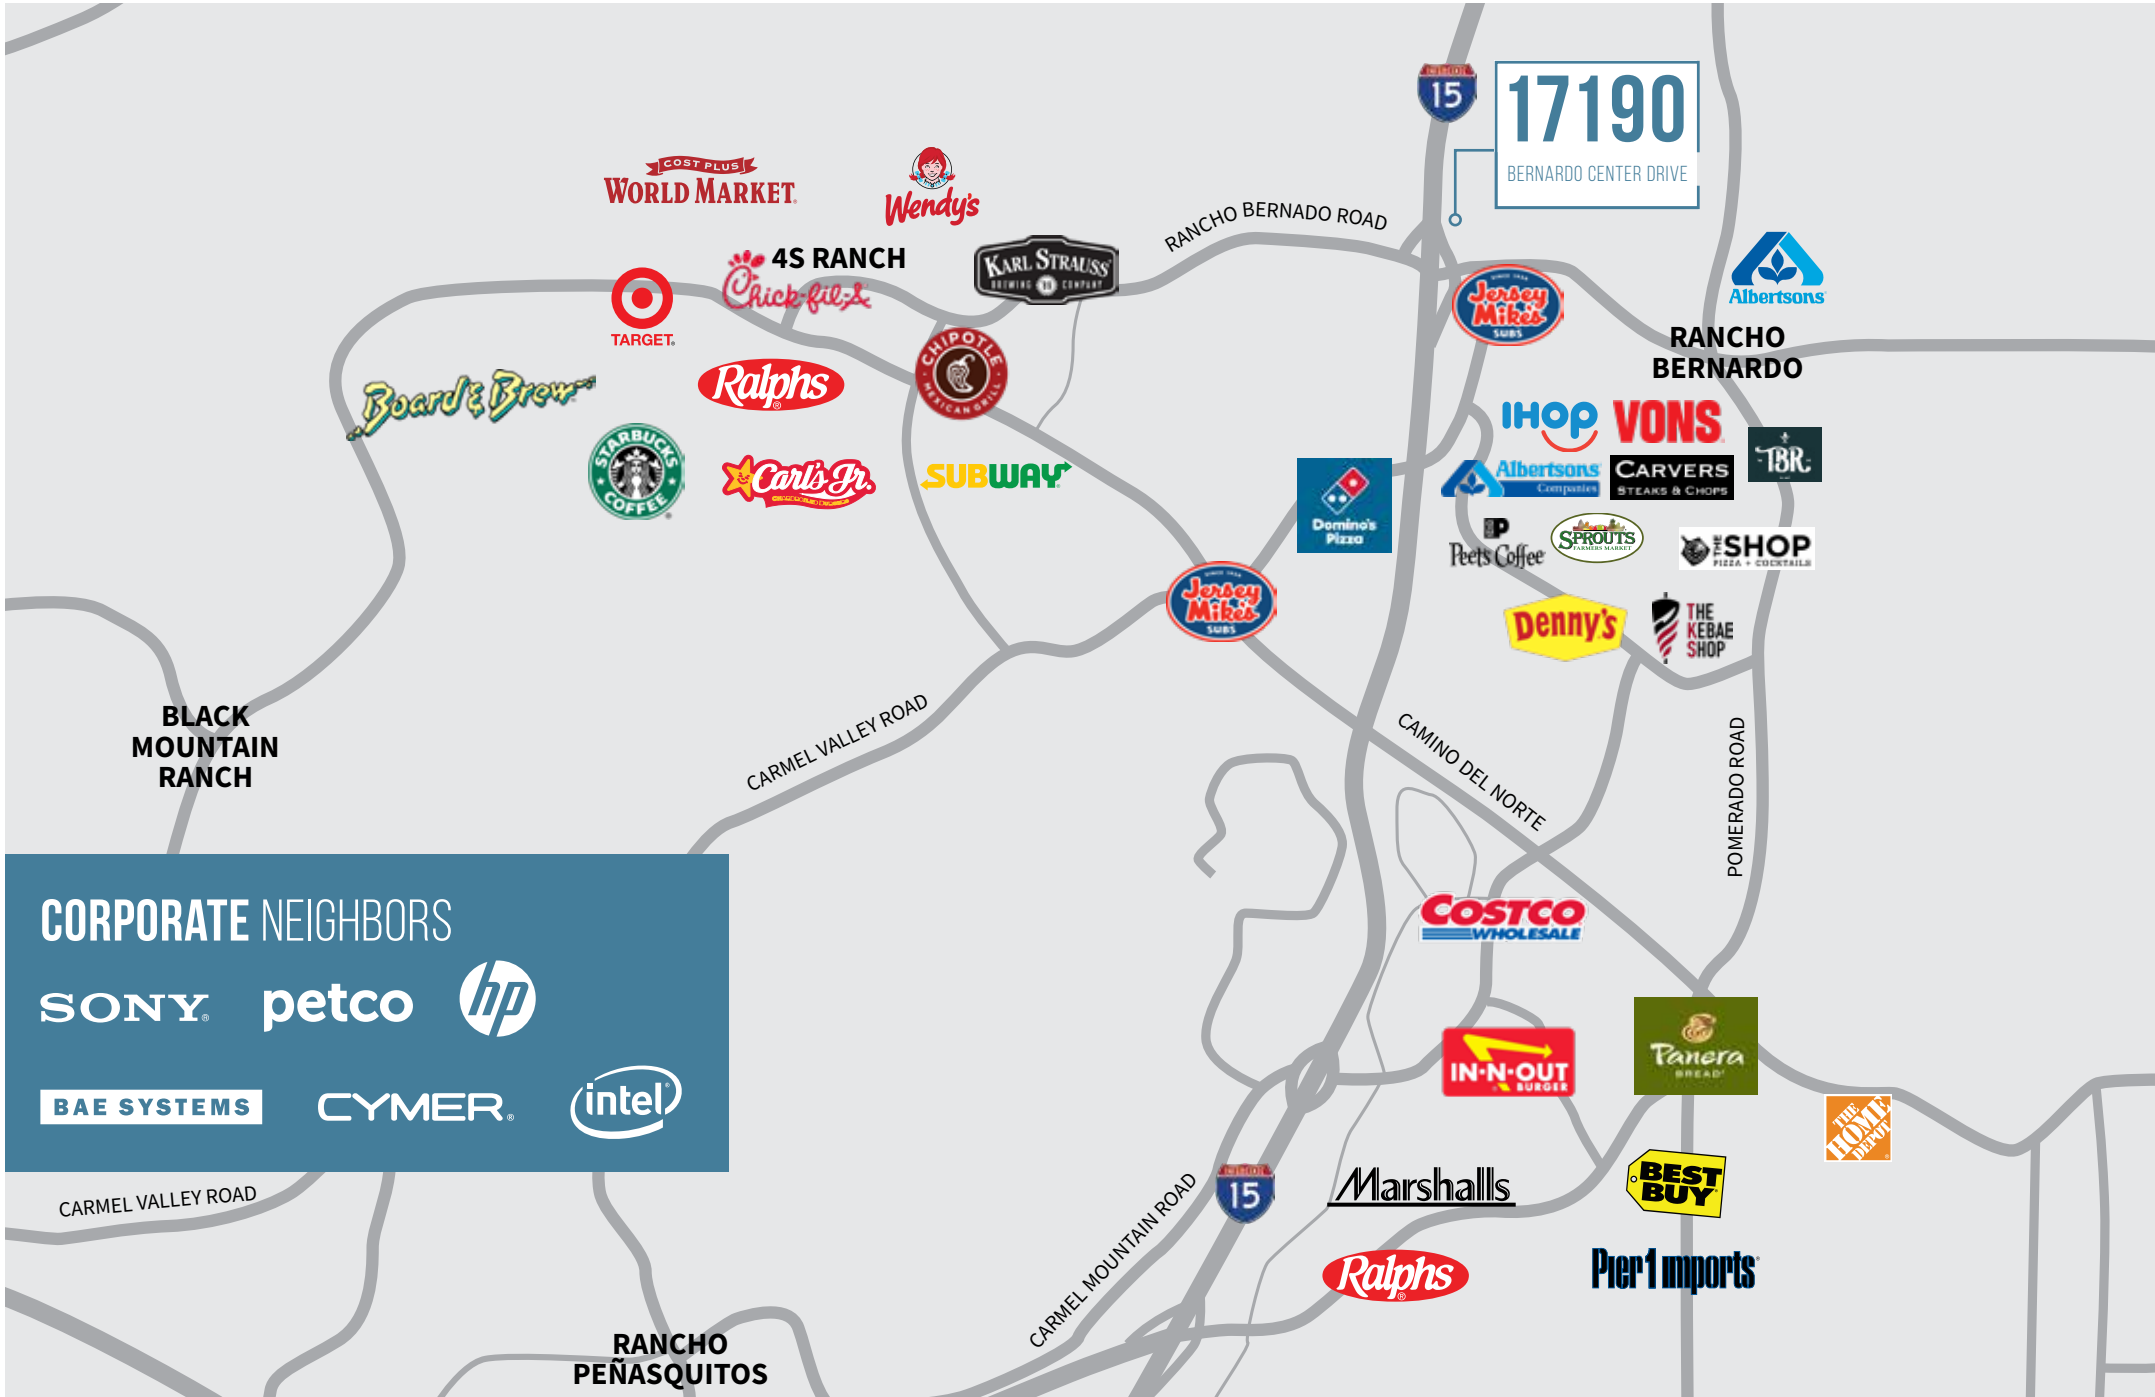 15
17190
BERNARDO CENTER DRIVE
COST PLUS
WORLD MARKET
Wendy's
RANCHO BERNADO ROAD
4S RANCH
Chick-fil-A
KARL STRAUSS
BREWING COMPANY
TARGET
Jersey
Mike's
SUBS
Albertsons
RANCHO
BERNARDO
Board & Brew
Ralphs
CHIPOTLE
MEXICAN GRILL
IHOP
VONS
TBR
STARBUCKS
COFFEE
Carl's Jr.
SUBWAY
Domino's
Pizza
Albertsons
Companies
CARVERS
STEAKS & CHOPS
Peets Coffee
SPROUTS
FARMERS MARKET
THE SHOP
PIZZA + COCKTAILS
SINCE 1956
Jersey
Mike's
SUBS
Denny's
THE
KEBAB
SHOP
BLACK
MOUNTAIN
RANCH
CARMEL VALLEY ROAD
CAMINO DEL NORTE
POMERADO ROAD
CORPORATE NEIGHBORS
SONY
petco
hp
BAE SYSTEMS
CYMER
intel
COSTCO
WHOLESALE
IN-N-OUT
BURGER
Panera
BREAD
THE
HOME
DEPOT
CARMEL VALLEY ROAD
CARMEL MOUNTAIN ROAD
15
Marshalls
BEST
BUY
Ralphs
Pier 1 imports
RANCHO
PEÑASQUITOS